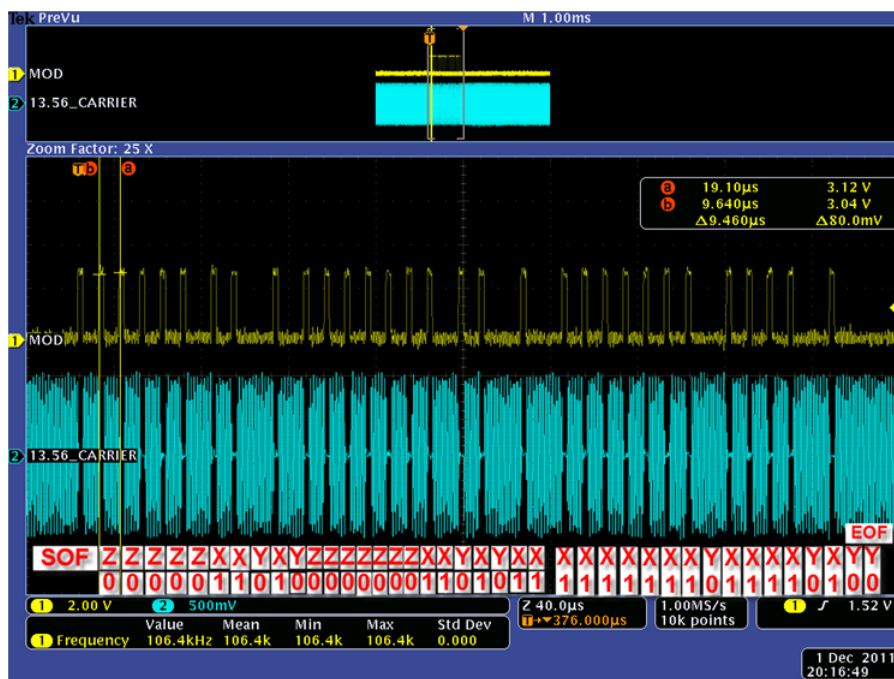 Tek PreVu M 1.00ms
T
1 MOD
2 13.56_CARRIER
Zoom Factor: 25 X
T b a
a 19.10µs 3.12 V
b 9.640µs 3.04 V
Δ9.460µs Δ80.0mV
1 MOD
2 13.56_CARRIER
EOF
SOF Z Z Z Z Z X X Y X Y Z Z Z Z Z Z Z X X Y X Y X X X X X X X X X Y X X X X Y X Y Y
0 0 0 0 0 1 1 0 1 0 0 0 0 0 0 0 0 1 1 0 1 0 1 1 1 1 1 1 1 1 1 0 1 1 1 1 0 1 0 0
1 2.00 V 2 500mV Z 40.0µs 1.00MS/s 1 1.52 V
T→▼376.000µs 10k points
Value Mean Min Max Std Dev
1 Frequency 106.4kHz 106.4k 106.4k 106.4k 0.000
1 Dec 2011
20:16:49